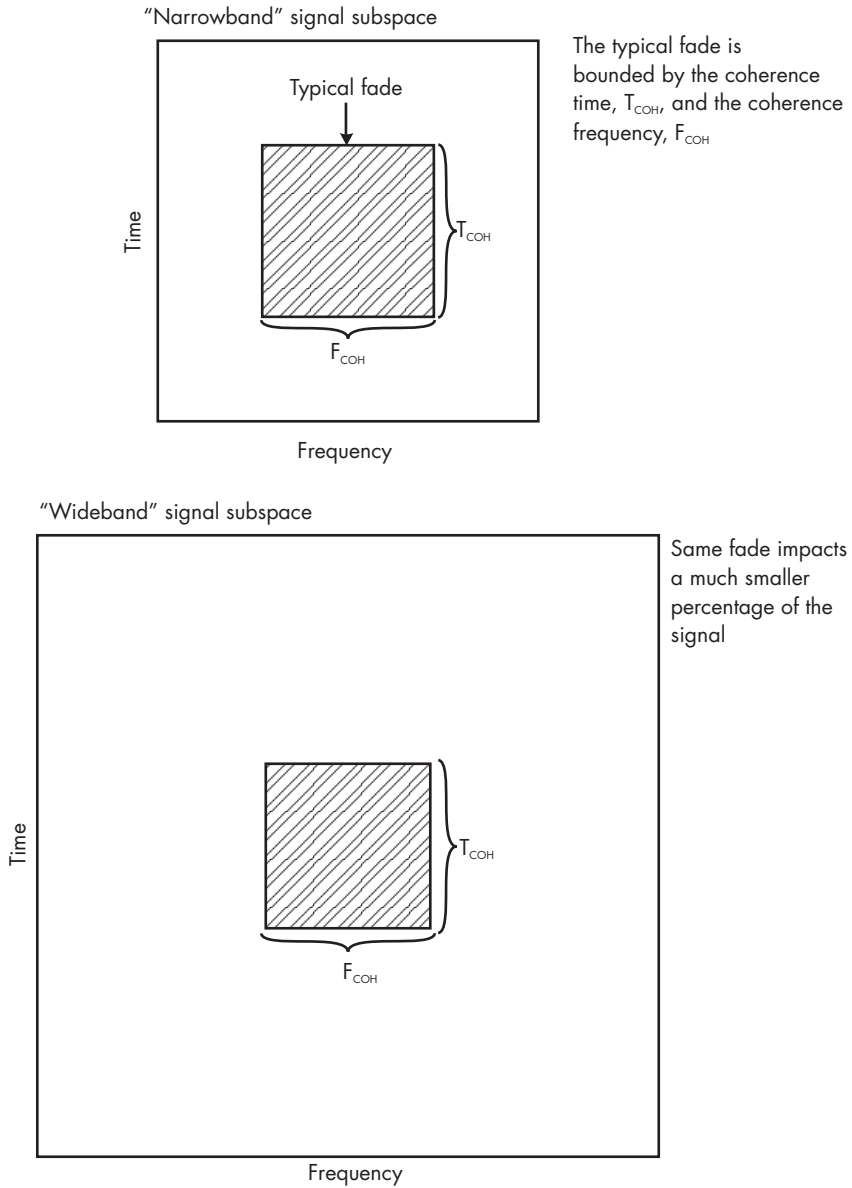 “Narrowband” signal subspace
The typical fade is
bounded by the coherence
time, T_COH, and the coherence
frequency, F_COH
Typical fade
Time
T_COH
F_COH
Frequency
“Wideband” signal subspace
Same fade impacts
a much smaller
percentage of the
signal
Time
T_COH
F_COH
Frequency